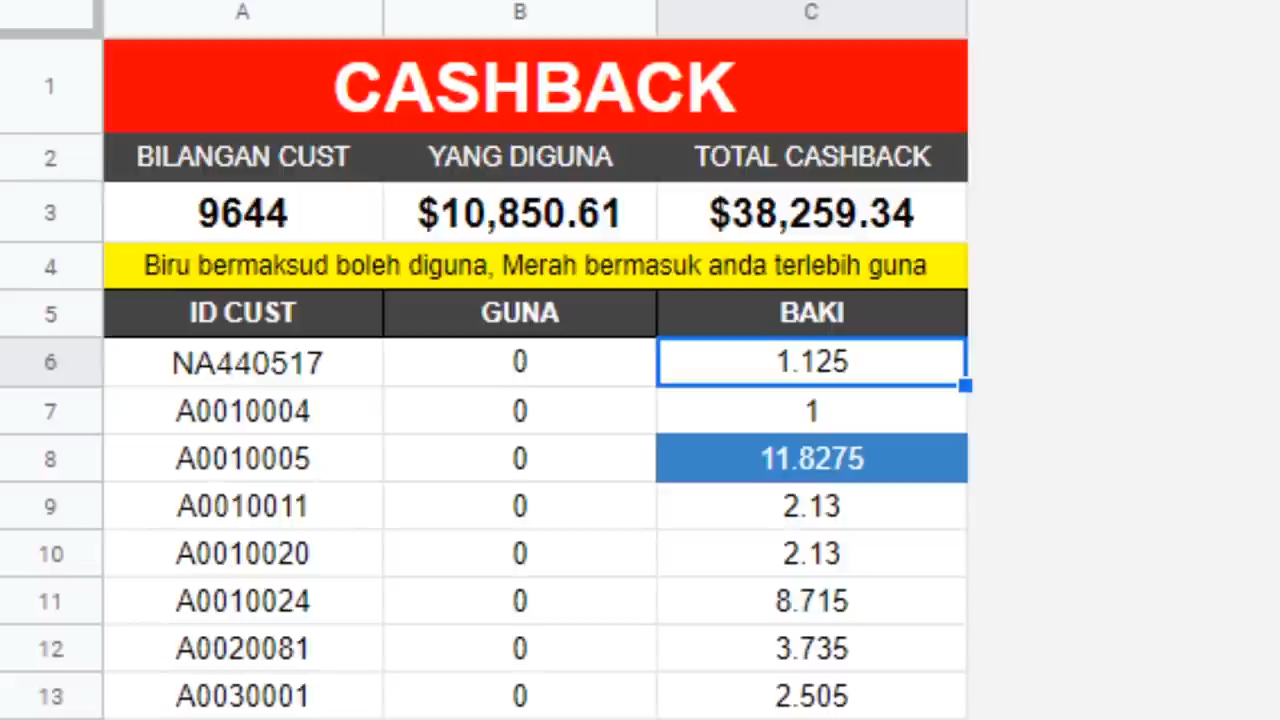 A B C
1 CASHBACK
2 BILANGAN CUST YANG DIGUNA TOTAL CASHBACK
3 9644 $10,850.61 $38,259.34
4 Biru bermaksud boleh diguna, Merah bermasuk anda terlebih guna
5 ID CUST GUNA BAKI
6 NA440517 0 1.125
7 A0010004 0 1
8 A0010005 0 11.8275
9 A0010011 0 2.13
10 A0010020 0 2.13
11 A0010024 0 8.715
12 A0020081 0 3.735
13 A0030001 0 2.505